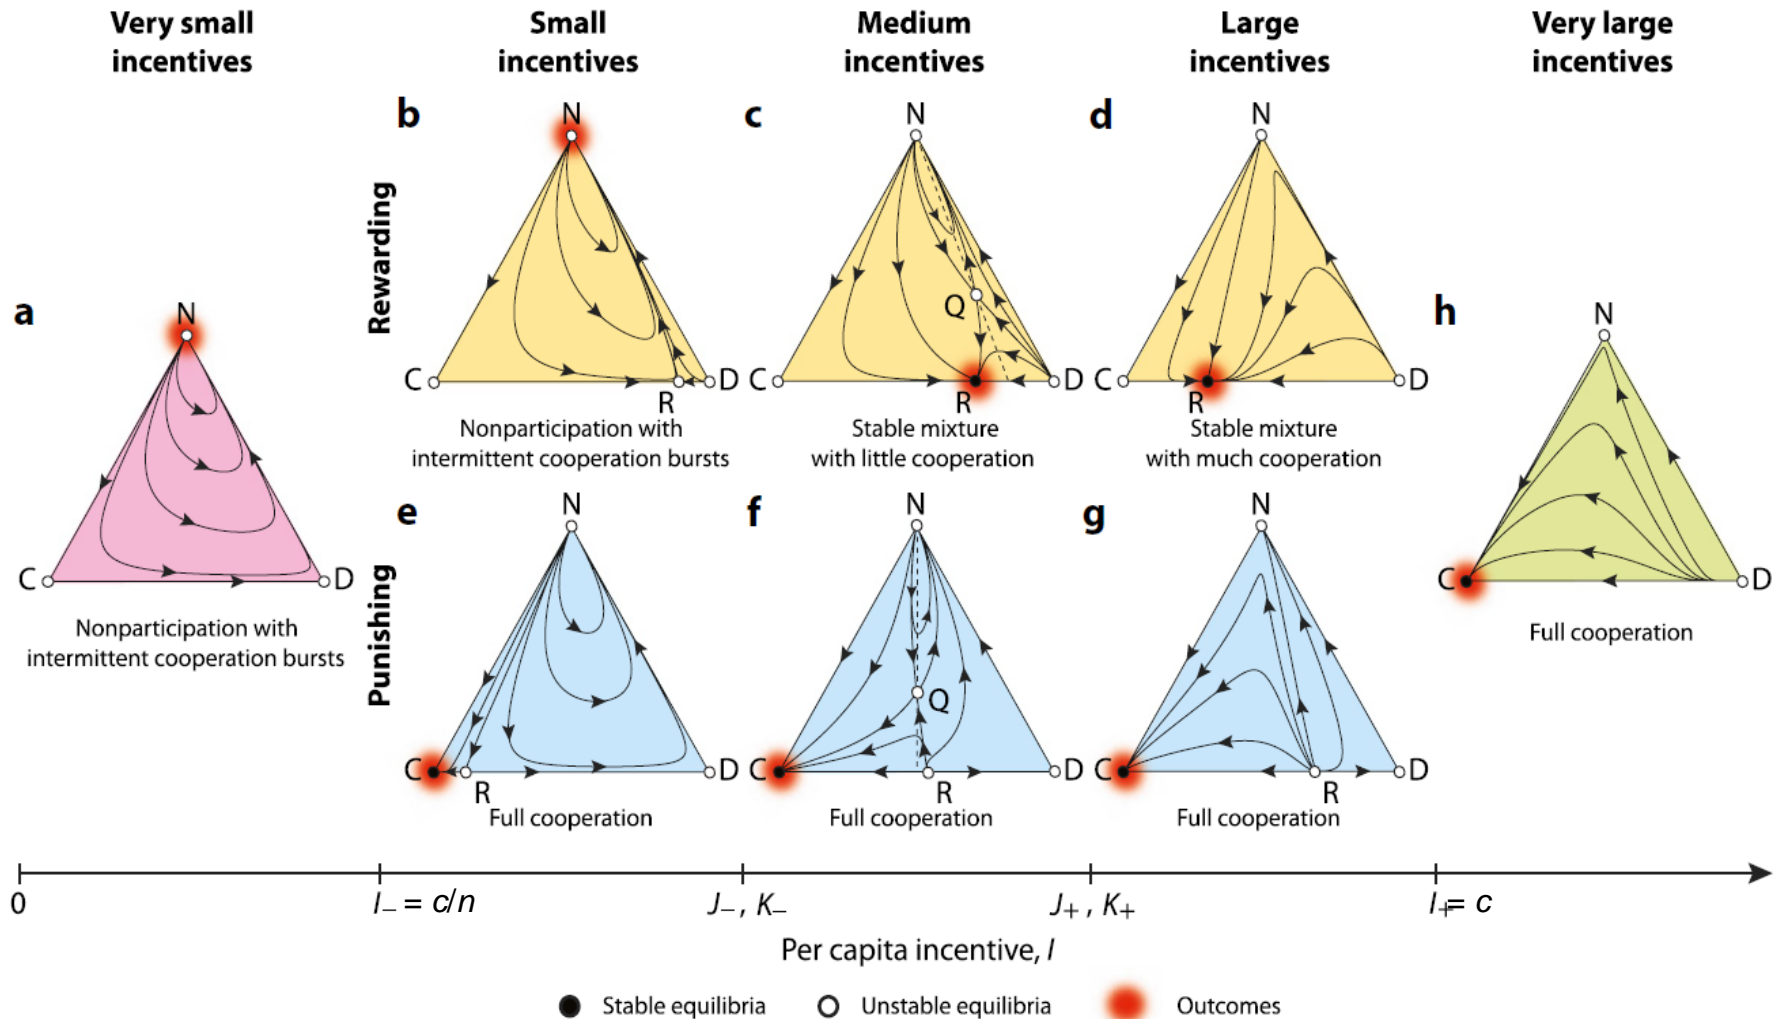 Very small
incentives
Small
incentives
Medium
incentives
Large
incentives
Very large
incentives
Rewarding
b
N
C
D
R
Nonparticipation with
intermittent cooperation bursts
c
N
Q
C
D
R
Stable mixture
with little cooperation
d
N
C
D
R
Stable mixture
with much cooperation
a
N
C
D
Nonparticipation with
intermittent cooperation bursts
h
N
C
D
Full cooperation
Punishing
e
N
C
D
R
Full cooperation
f
N
Q
C
D
R
Full cooperation
g
N
C
D
R
Full cooperation
0
I₋ = c/n
J₋ , K₋
J₊ , K₊
I₊= c
Per capita incentive, I
Stable equilibria
Unstable equilibria
Outcomes